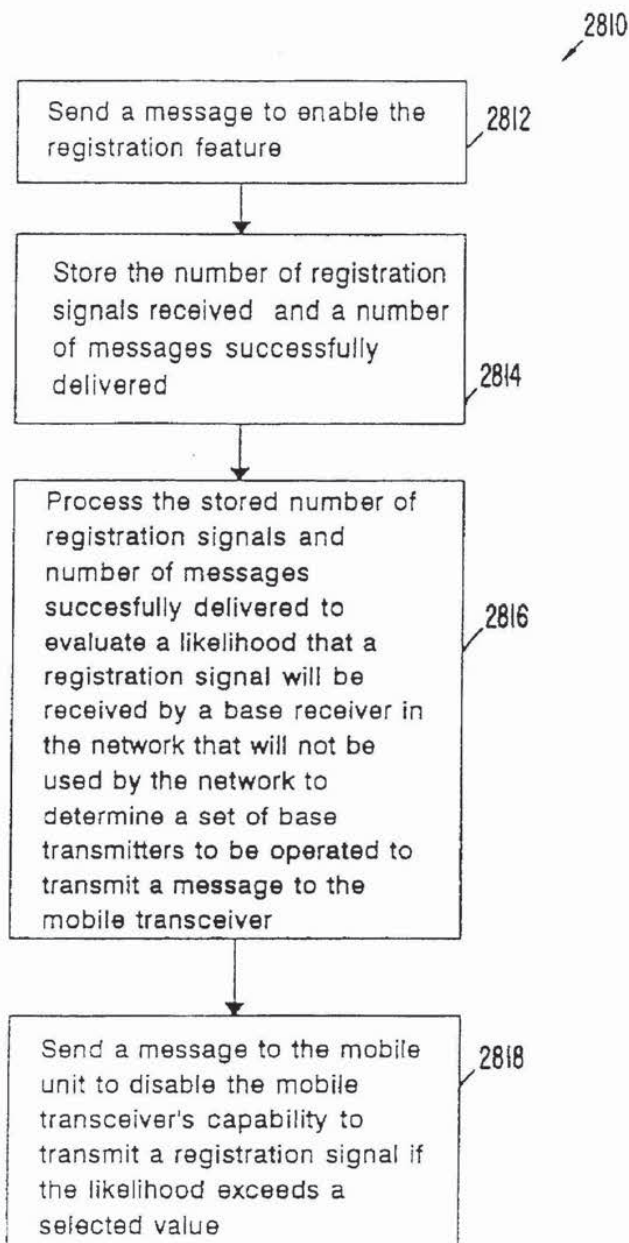 2810
Send a message to enable the
registration feature
2812
Store the number of registration
signals received and a number
of messages successfully
delivered
2814
Process the stored number of
registration signals and
number of messages
succesfully delivered to
evaluate a likelihood that a
registration signal will be
received by a base receiver in
the network that will not be
used by the network to
determine a set of base
transmitters to be operated to
transmit a message to the
mobile transceiver
2816
Send a message to the mobile
unit to disable the mobile
transceiver's capability to
transmit a registration signal if
the likelihood exceeds a
selected value
2818